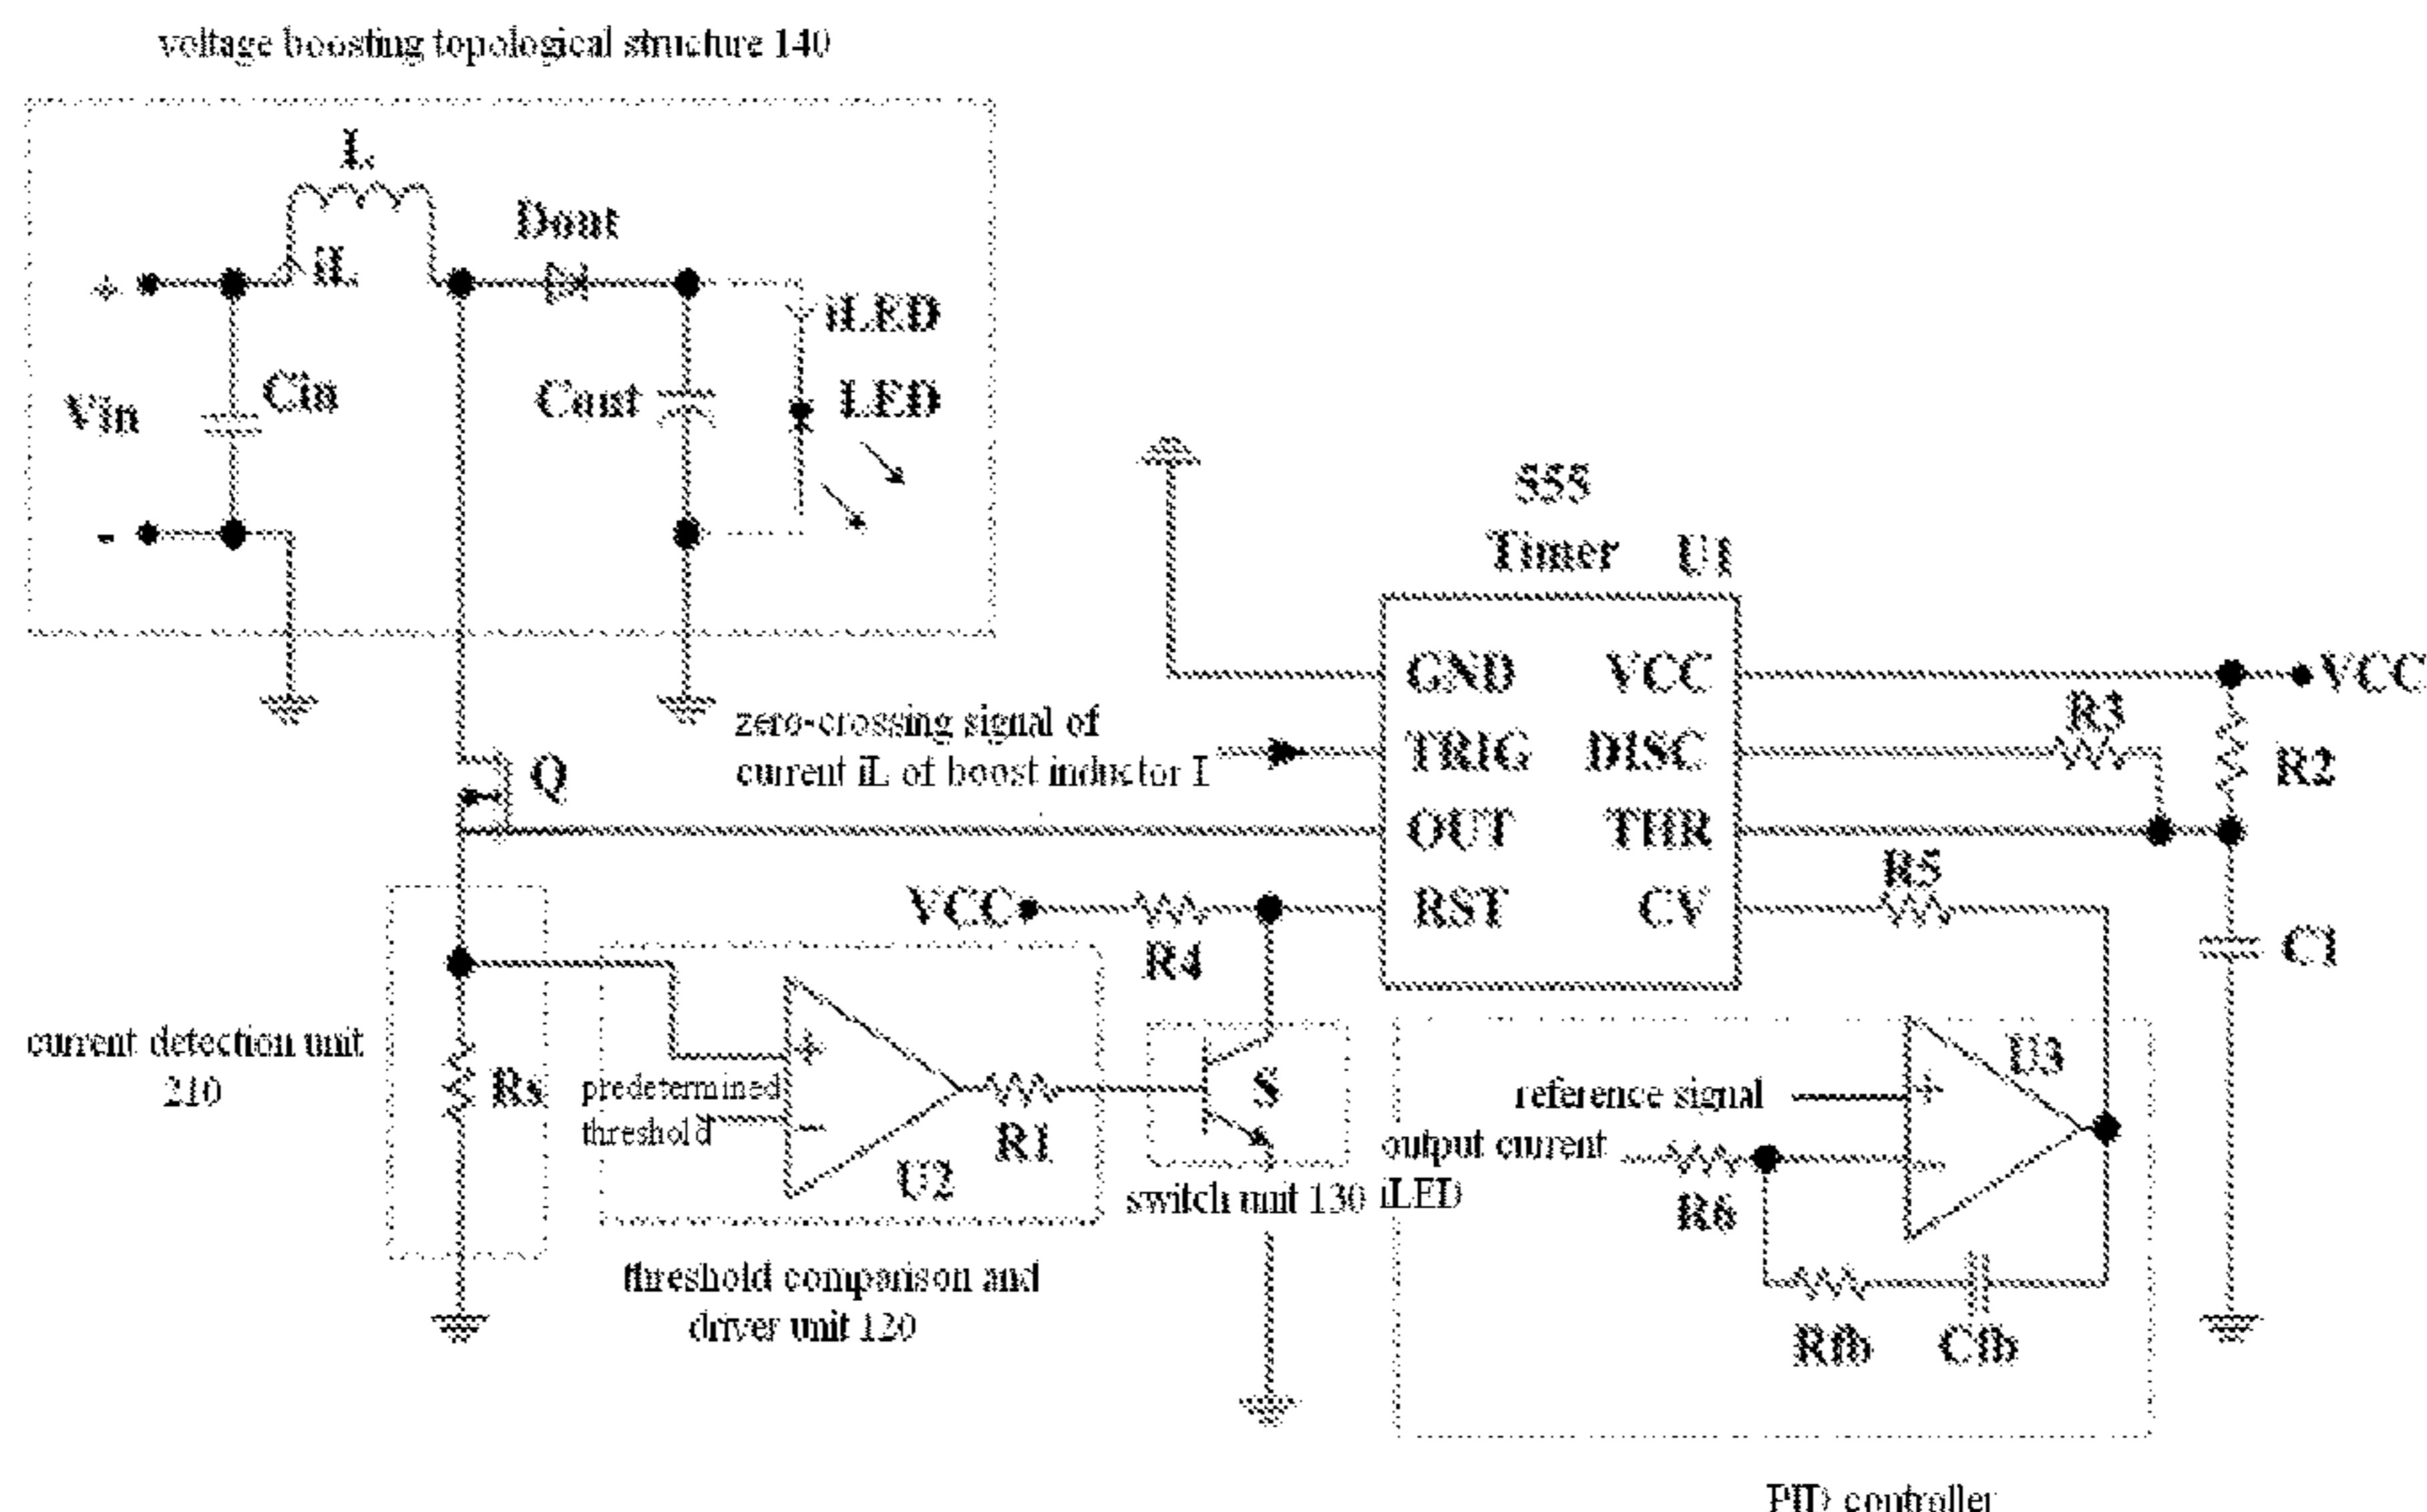 voltage boosting topological structure 140
L
iL
Dout
+
iLED
Vin
Cin
Cout
LED
-
555
Timer U1
GND VCC
VCC
zero-crossing signal of
current iL of boost inductor L
TRIG DISC
R3
R2
Q
OUT THR
R5
VCC
RST CV
R4
C1
current detection unit
210
Rs
predetermined
threshold
+
-
U2
R1
S
switch unit 130
reference signal
output current
iLED
R6
+
-
U3
threshold comparison and
driver unit 120
Rfb Cfb
PID controller